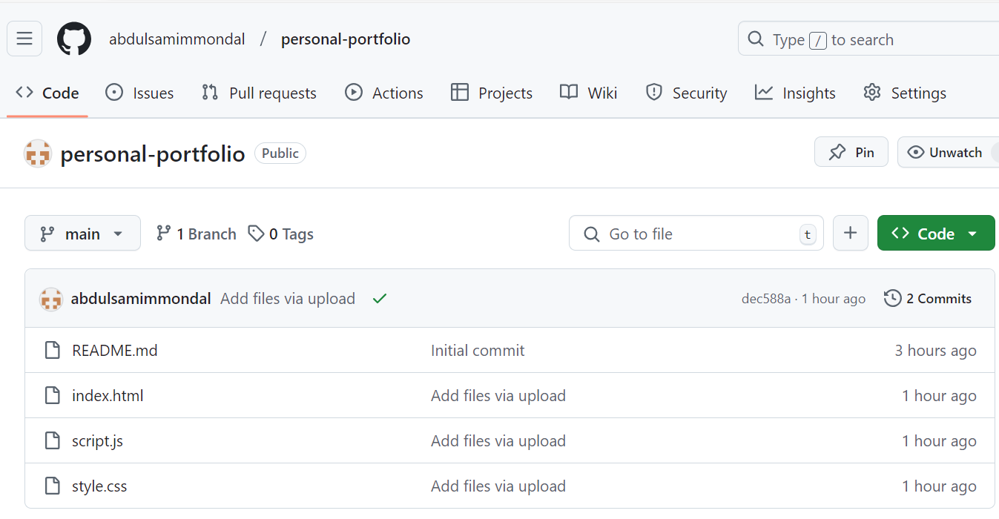 abdulsamimmondal / personal-portfolio Type / to search
Code Issues Pull requests Actions Projects Wiki Security Insights Settings
personal-portfolio Public Pin Unwatch
main 1 Branch 0 Tags Go to file t + Code
abdulsamimmondal Add files via upload dec588a · 1 hour ago 2 Commits
README.md Initial commit 3 hours ago
index.html Add files via upload 1 hour ago
script.js Add files via upload 1 hour ago
style.css Add files via upload 1 hour ago